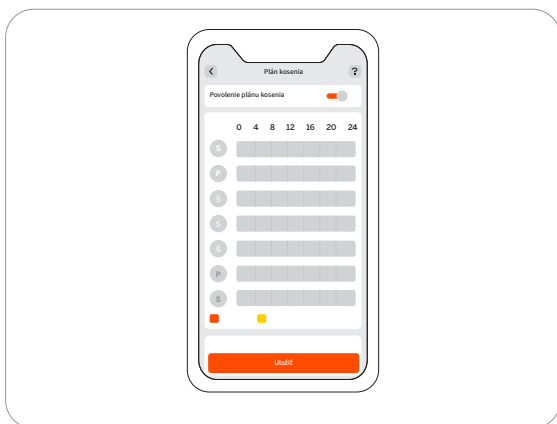 Plán kosenia ?
Povolenie plánu kosenia
0 4 8 12 16 20 24
S
P
Š
S
Š
P
S
Uložiť